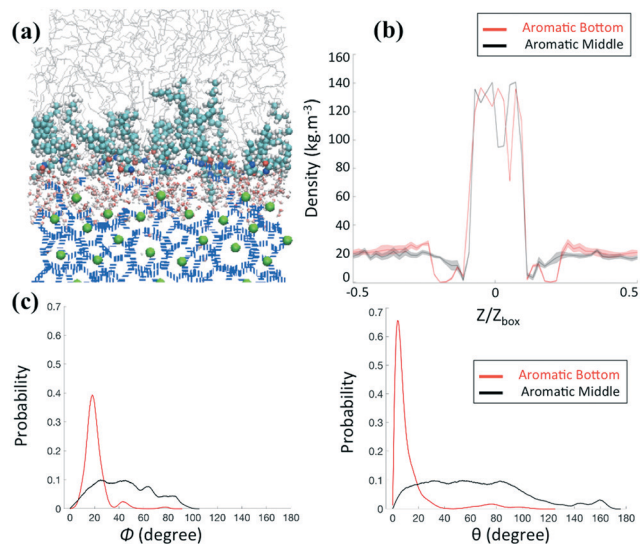 (a)
(b)
Aromatic Bottom
Aromatic Middle
160
140
120
100
80
60
40
20
0
Density (kg.m-3)
-0.5
0
0.5
Z/Zbox
(c)
0.7
0.6
0.5
0.4
0.3
0.2
0.1
0
Probability
0 20 40 60 80 100 120 140 160 180
Φ (degree)
0.7
0.6
0.5
0.4
0.3
0.2
0.1
0
Probability
Aromatic Bottom
Aromatic Middle
0 20 40 60 80 100 120 140 160 180
θ (degree)